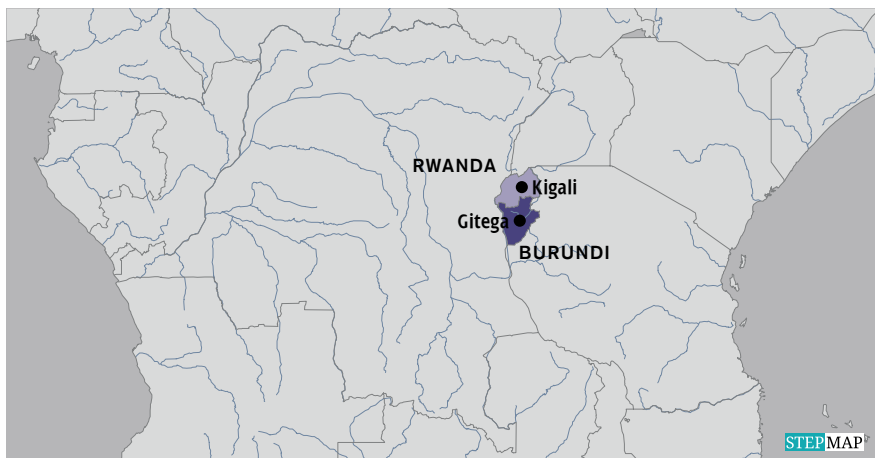 RWANDA
Kigali
Gitega
BURUNDI
STEPMAP